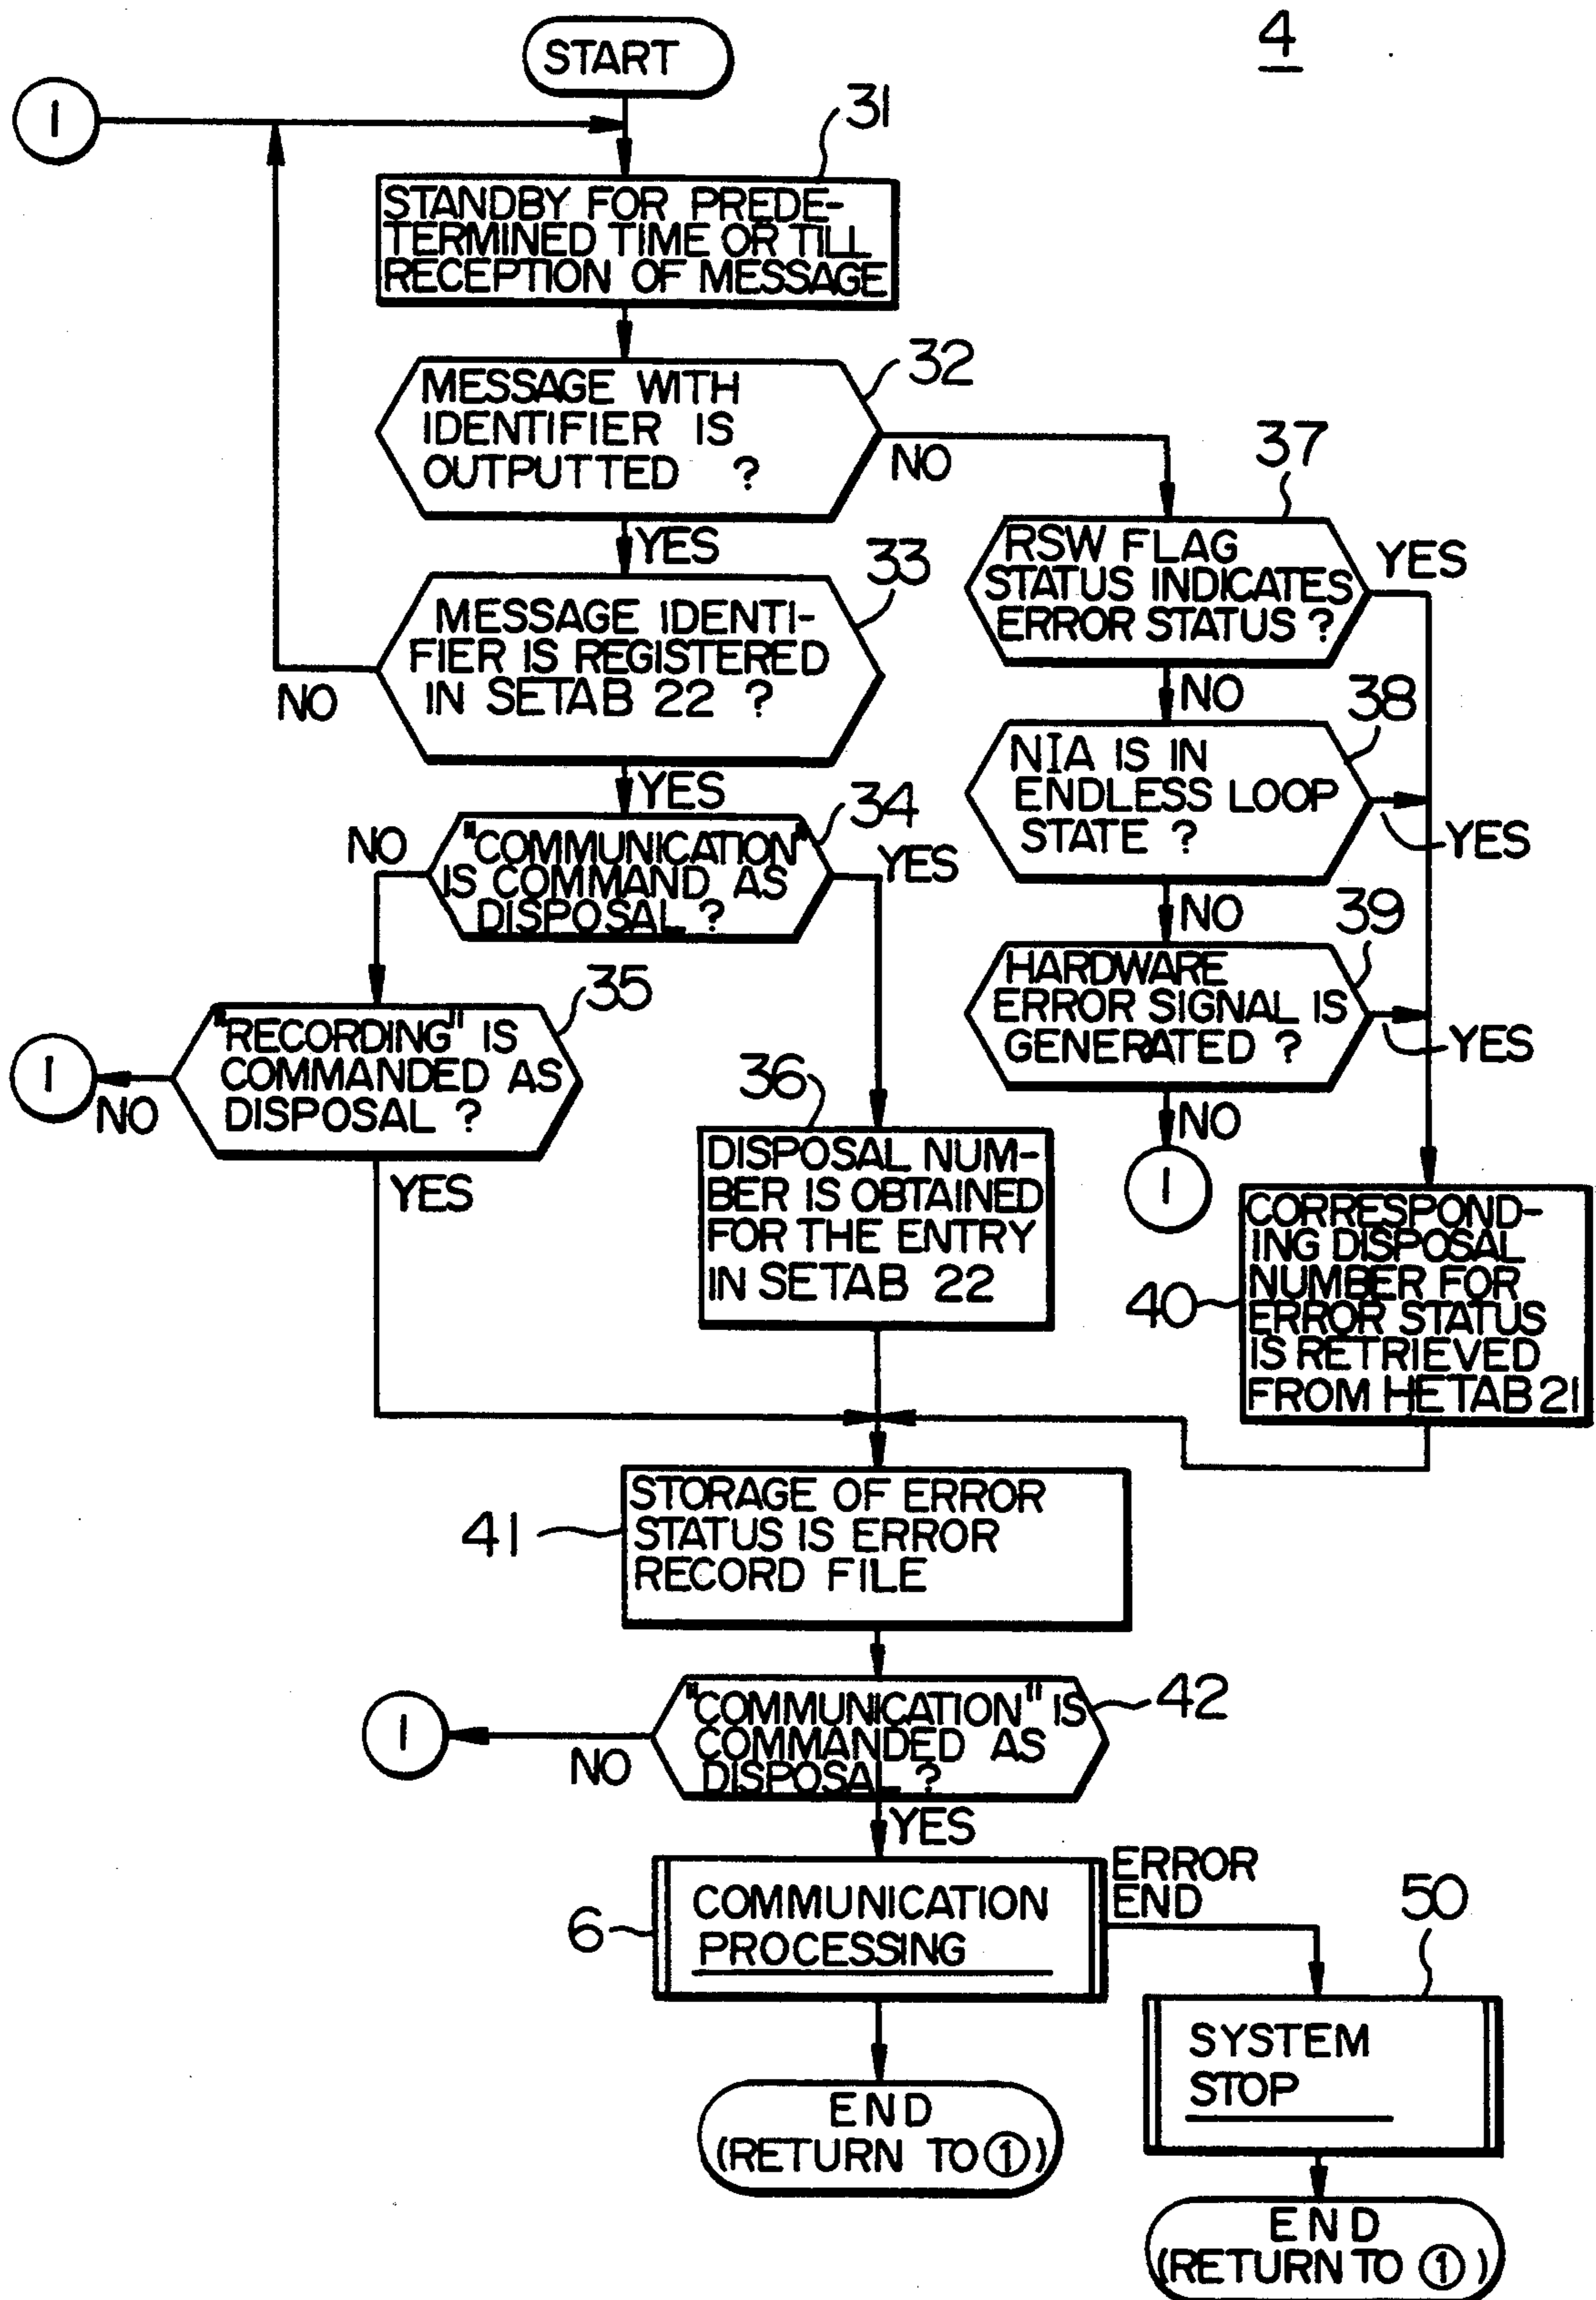 4
START
1
31
STANDBY FOR PREDE-
TERMINED TIME OR TILL
RECEPTION OF MESSAGE
32
MESSAGE WITH
IDENTIFIER IS
OUTPUTTED ?
NO
YES
37
RSW FLAG
STATUS INDICATES
ERROR STATUS ?
YES
NO
33
MESSAGE IDENTI-
FIER IS REGISTERED
IN SETAB 22 ?
NO
YES
38
NIA IS IN
ENDLESS LOOP
STATE ?
YES
NO
34
"COMMUNICATION"
IS COMMAND AS
DISPOSAL ?
NO
YES
39
HARDWARE
ERROR SIGNAL IS
GENERATED ?
YES
NO
1
35
"RECORDING" IS
COMMANDED AS
DISPOSAL ?
1
NO
YES
36
DISPOSAL NUM-
BER IS OBTAINED
FOR THE ENTRY
IN SETAB 22
40
CORRESPOND-
ING DISPOSAL
NUMBER FOR
ERROR STATUS
IS RETRIEVED
FROM HETAB 21
41
STORAGE OF ERROR
STATUS IS ERROR
RECORD FILE
42
"COMMUNICATION" IS
COMMANDED AS
DISPOSAL ?
1
NO
YES
6
COMMUNICATION
PROCESSING
ERROR
END
50
SYSTEM
STOP
END
(RETURN TO ①)
END
(RETURN TO ①)